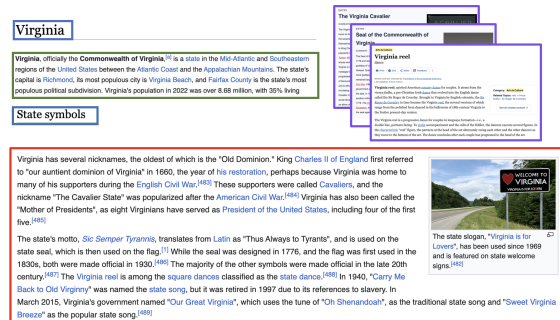 Virginia
Virginia, officially the Commonwealth of Virginia,[a] is a state in the Mid-Atlantic and Southeastern
regions of the United States between the Atlantic Coast and the Appalachian Mountains. The state's
capital is Richmond, its most populous city is Virginia Beach, and Fairfax County is the state's most
populous political subdivision. Virginia's population in 2022 was over 8.68 million, with 35% living
The Virginia Cavalier
Seal of the Commonwealth of
Virginia
Virginia reel
State symbols
Virginia has several nicknames, the oldest of which is the "Old Dominion." King Charles II of England first referred
to "our auntient dominion of Virginia" in 1660, the year of his restoration, perhaps because Virginia was home to
many of his supporters during the English Civil War.[483] These supporters were called Cavaliers, and the
nickname "The Cavalier State" was popularized after the American Civil War.[484] Virginia has also been called the
"Mother of Presidents", as eight Virginians have served as President of the United States, including four of the first
five.[485]
The state's motto, Sic Semper Tyrannis, translates from Latin as "Thus Always to Tyrants", and is used on the
state seal, which is then used on the flag.[1] While the seal was designed in 1776, and the flag was first used in the
1830s, both were made official in 1930.[486] The majority of the other symbols were made official in the late 20th
century.[487] The Virginia reel is among the square dances classified as the state dance.[488] In 1940, "Carry Me
Back to Old Virginny" was named the state song, but it was retired in 1997 due to its references to slavery. In
March 2015, Virginia's government named "Our Great Virginia", which uses the tune of "Oh Shenandoah", as the traditional state song and "Sweet Virginia
Breeze" as the popular state song.[489]
WELCOME TO
VIRGINIA
VIRGINIA IS FOR LOVERS
The state slogan, "Virginia is for
Lovers", has been used since 1969
and is featured on state welcome
signs.[482]